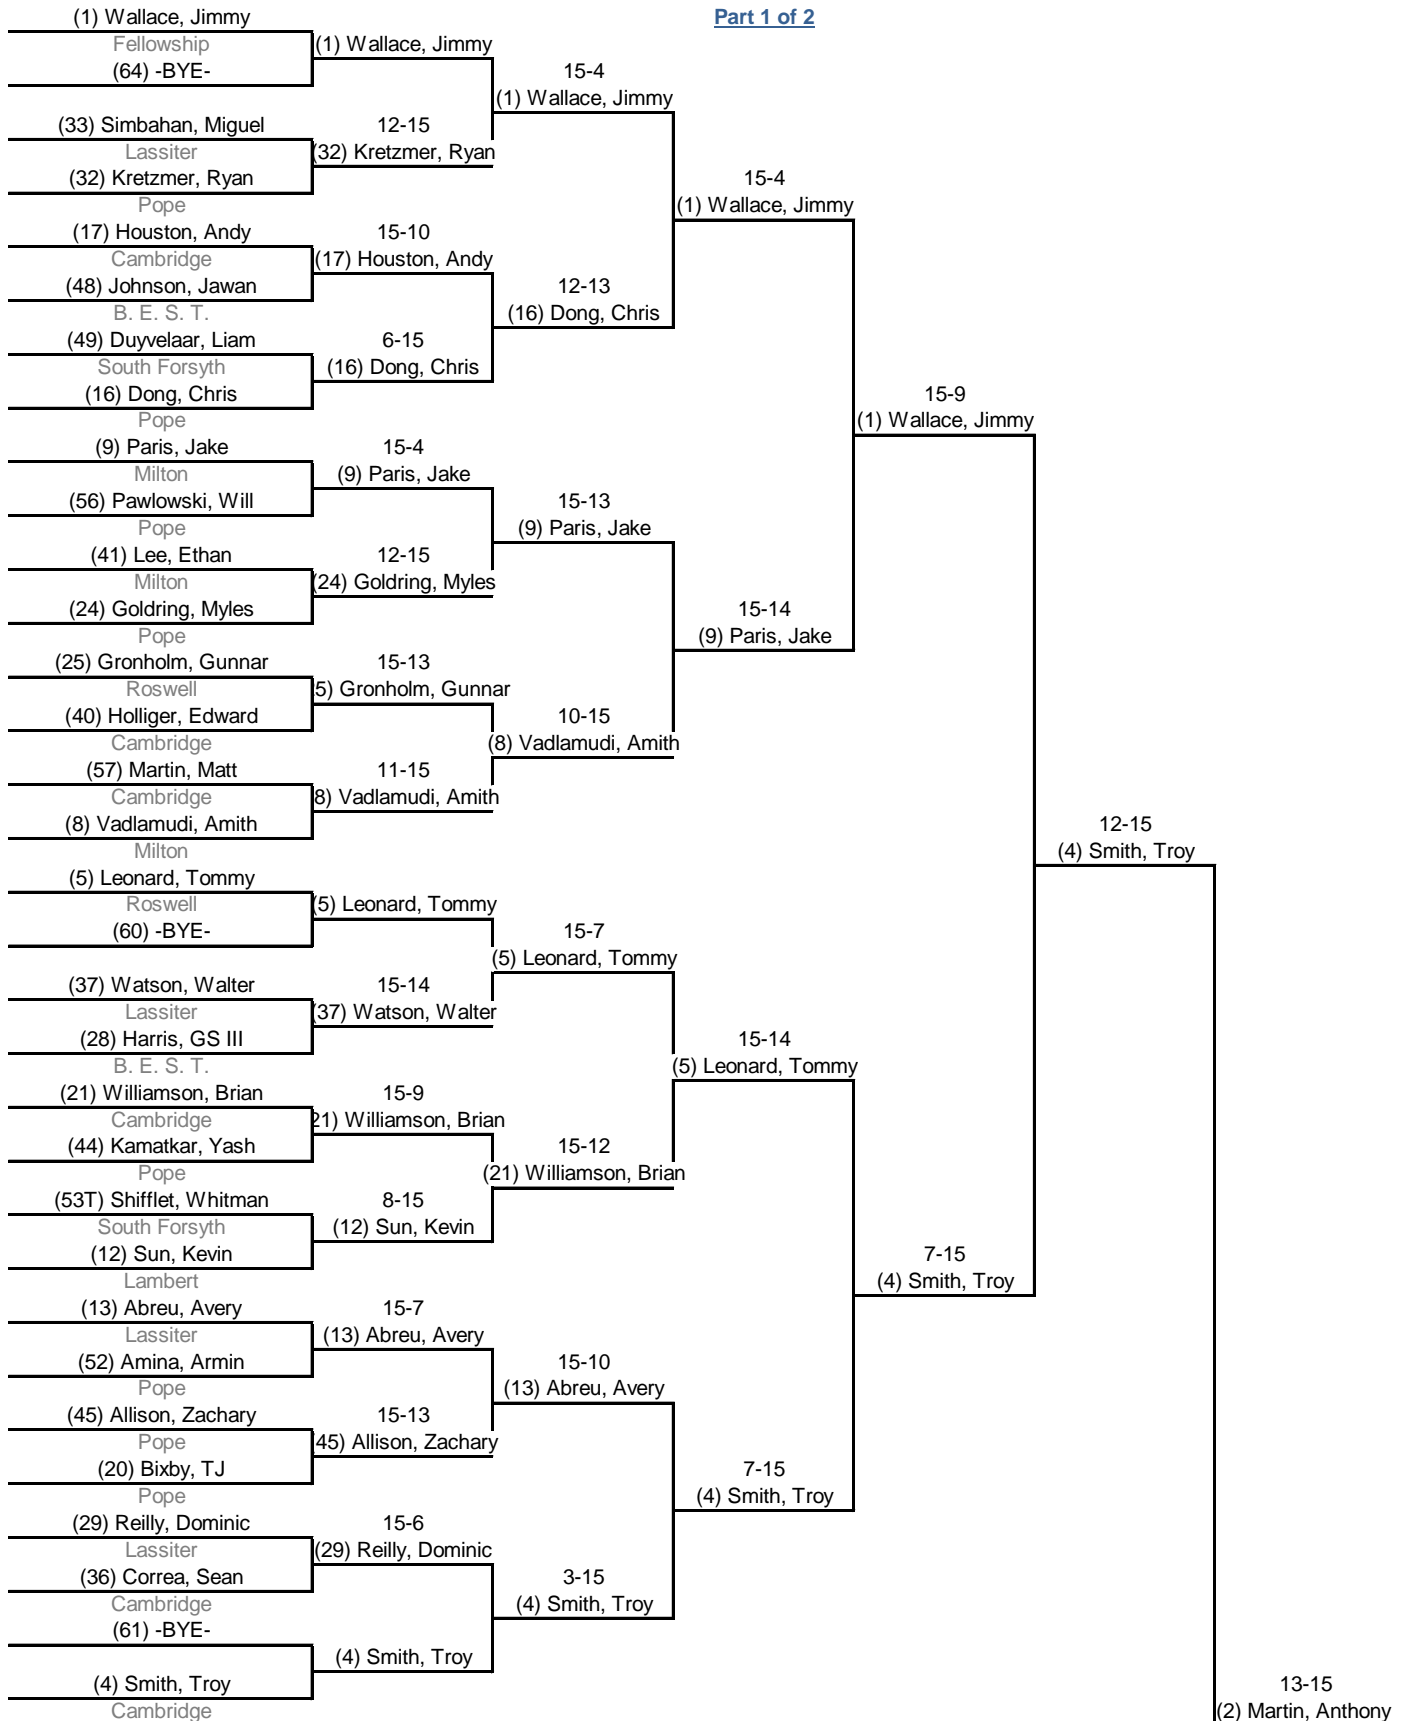 Part 1 of 2
(1) Wallace, Jimmy
Fellowship
(64) -BYE-
(33) Simbahan, Miguel
Lassiter
(32) Kretzmer, Ryan
Pope
(17) Houston, Andy
Cambridge
(48) Johnson, Jawan
B. E. S. T.
(49) Duyvelaar, Liam
South Forsyth
(16) Dong, Chris
Pope
(9) Paris, Jake
Milton
(56) Pawlowski, Will
Pope
(41) Lee, Ethan
Milton
(24) Goldring, Myles
Pope
(25) Gronholm, Gunnar
Roswell
(40) Holliger, Edward
Cambridge
(57) Martin, Matt
Cambridge
(8) Vadlamudi, Amith
Milton
(5) Leonard, Tommy
Roswell
(60) -BYE-
(37) Watson, Walter
Lassiter
(28) Harris, GS III
B. E. S. T.
(21) Williamson, Brian
Cambridge
(44) Kamatkar, Yash
Pope
(53T) Shifflet, Whitman
South Forsyth
(12) Sun, Kevin
Lambert
(13) Abreu, Avery
Lassiter
(52) Amina, Armin
Pope
(45) Allison, Zachary
Pope
(20) Bixby, TJ
Pope
(29) Reilly, Dominic
Lassiter
(36) Correa, Sean
Cambridge
(61) -BYE-
(4) Smith, Troy
Cambridge
(1) Wallace, Jimmy
12-15
(32) Kretzmer, Ryan
15-10
(17) Houston, Andy
6-15
(16) Dong, Chris
15-4
(9) Paris, Jake
12-15
(24) Goldring, Myles
15-13
5) Gronholm, Gunnar
11-15
8) Vadlamudi, Amith
(5) Leonard, Tommy
15-14
(37) Watson, Walter
15-9
21) Williamson, Brian
8-15
(12) Sun, Kevin
15-7
(13) Abreu, Avery
15-13
45) Allison, Zachary
15-6
(29) Reilly, Dominic
(4) Smith, Troy
15-4
(1) Wallace, Jimmy
12-13
(16) Dong, Chris
15-13
(9) Paris, Jake
10-15
(8) Vadlamudi, Amith
15-7
(5) Leonard, Tommy
15-12
(21) Williamson, Brian
15-10
(13) Abreu, Avery
3-15
(4) Smith, Troy
15-4
(1) Wallace, Jimmy
15-14
(9) Paris, Jake
15-14
(5) Leonard, Tommy
7-15
(4) Smith, Troy
15-9
(1) Wallace, Jimmy
7-15
(4) Smith, Troy
12-15
(4) Smith, Troy
13-15
(2) Martin, Anthony